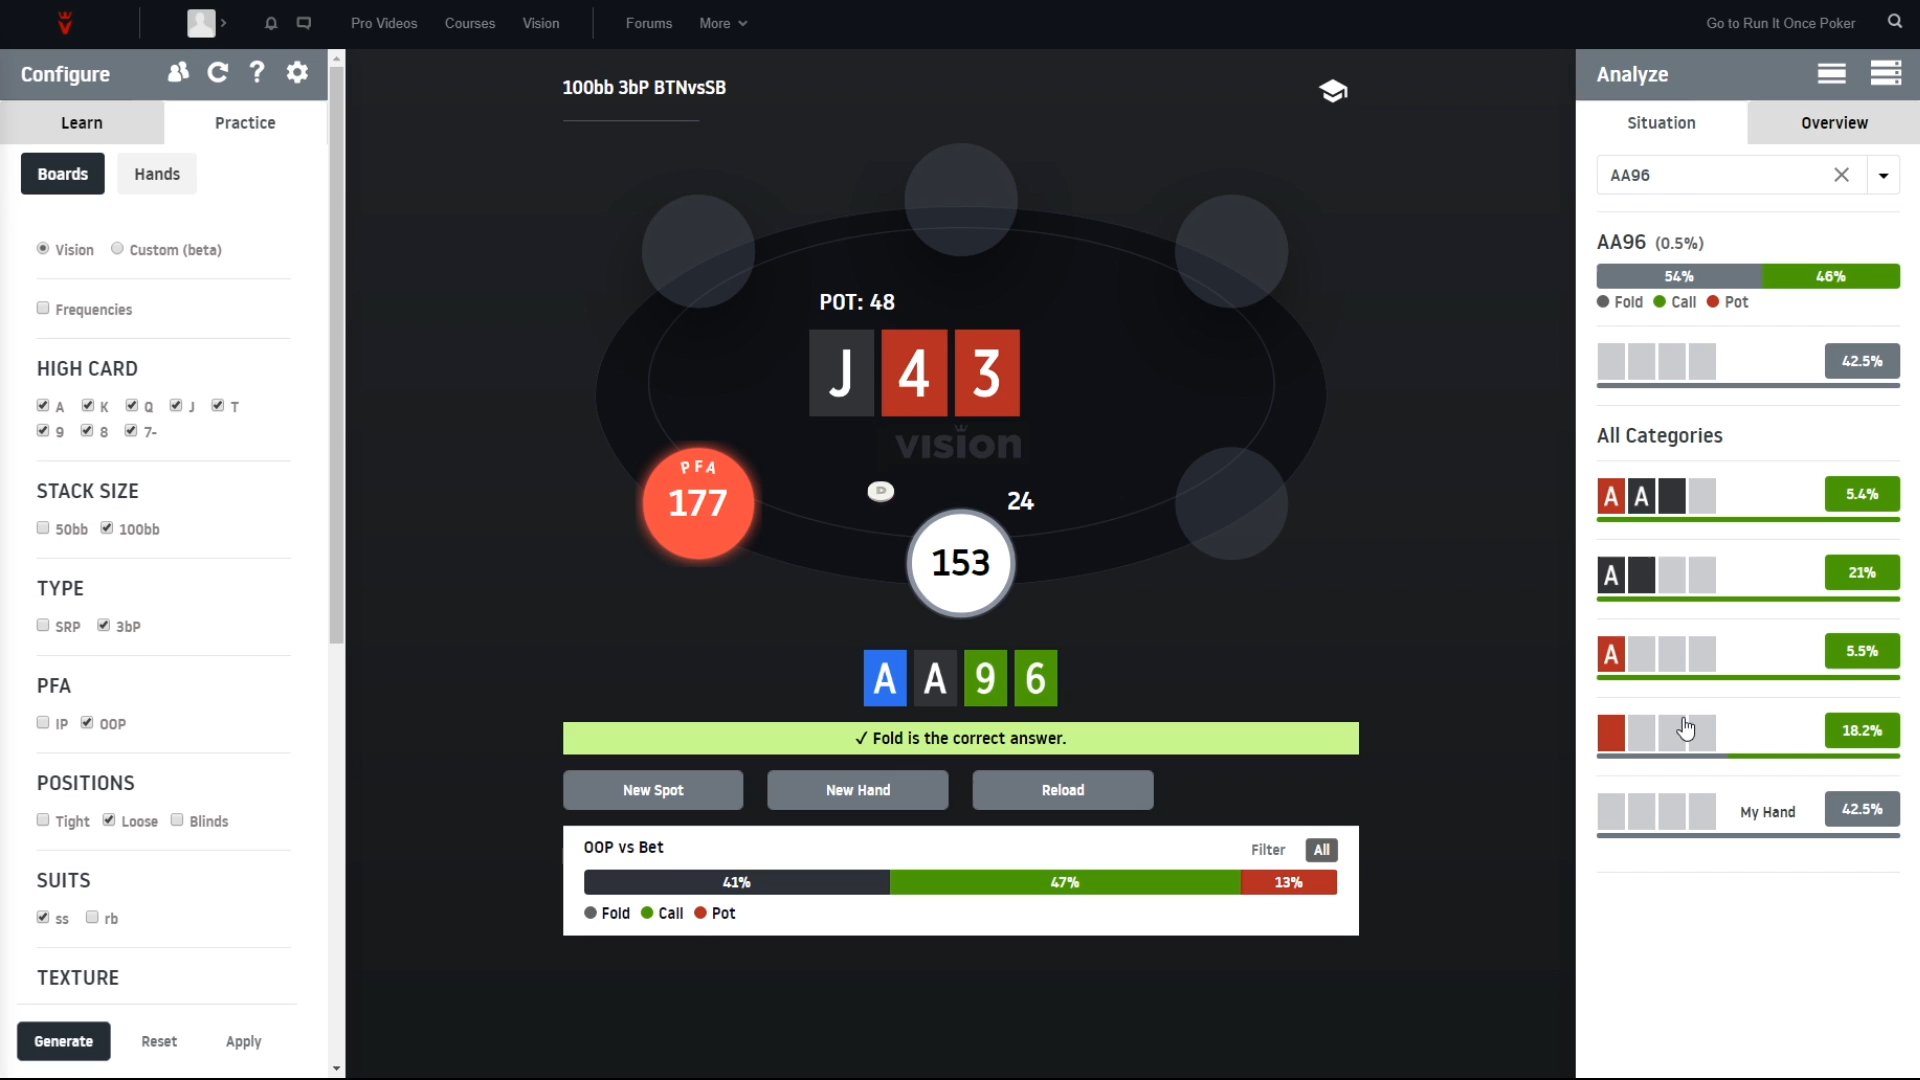 Pro Videos Courses Vision Forums More Go to Run It Once Poker
Configure
Learn Practice
Boards Hands
Vision Custom (beta)
Frequencies
HIGH CARD
A K Q J T
9 8 7-
STACK SIZE
50bb 100bb
TYPE
SRP 3bP
PFA
IP OOP
POSITIONS
Tight Loose Blinds
SUITS
ss rb
TEXTURE
Generate Reset Apply
100bb 3bP BTNvsSB
POT: 48
J 4 3
vision
PFA
177
D
24
153
A A 9 6
✓ Fold is the correct answer.
New Spot New Hand Reload
OOP vs Bet Filter All
41% 47% 13%
Fold Call Pot
Analyze
Situation Overview
AA96
AA96 (0.5%)
54% 46%
Fold Call Pot
42.5%
All Categories
A A 5.4%
A 21%
A 5.5%
18.2%
My Hand 42.5%